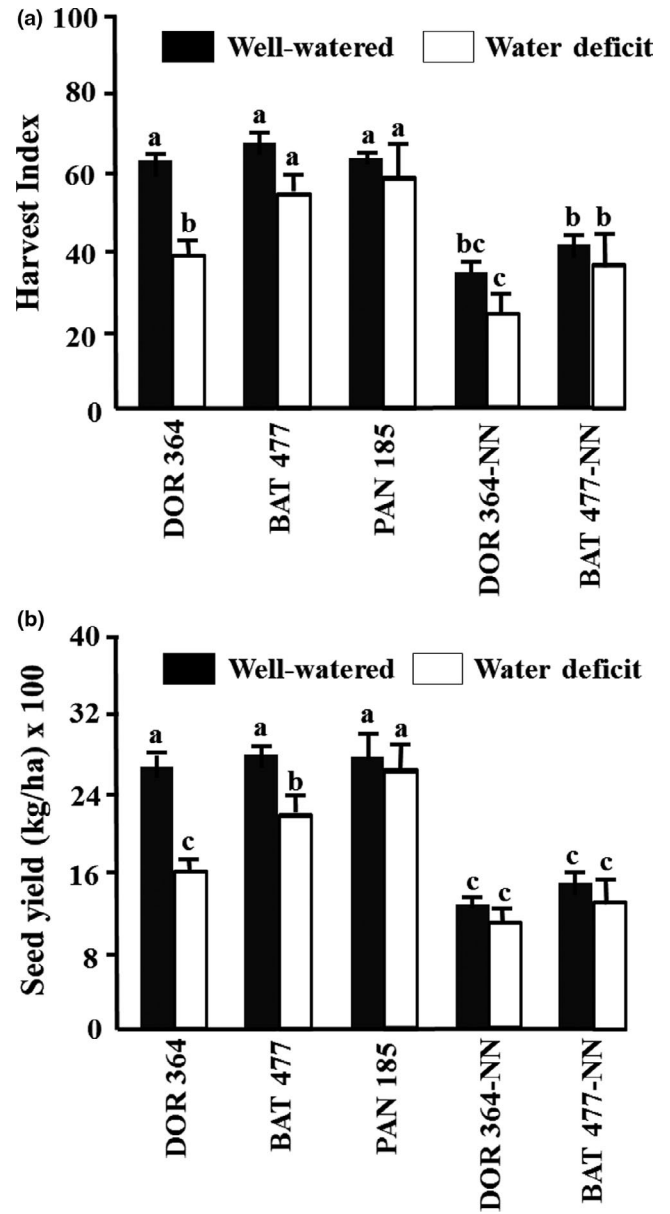 (a)
100
80
60
40
20
0
Harvest Index
Well-watered Water deficit
a a a a a
b bc c b b
DOR 364
BAT 477
PAN 185
DOR 364-NN
BAT 477-NN
(b)
40
32
24
16
8
0
Seed yield (kg/ha) x 100
Well-watered Water deficit
a a a a
b
c c c c c
DOR 364
BAT 477
PAN 185
DOR 364-NN
BAT 477-NN